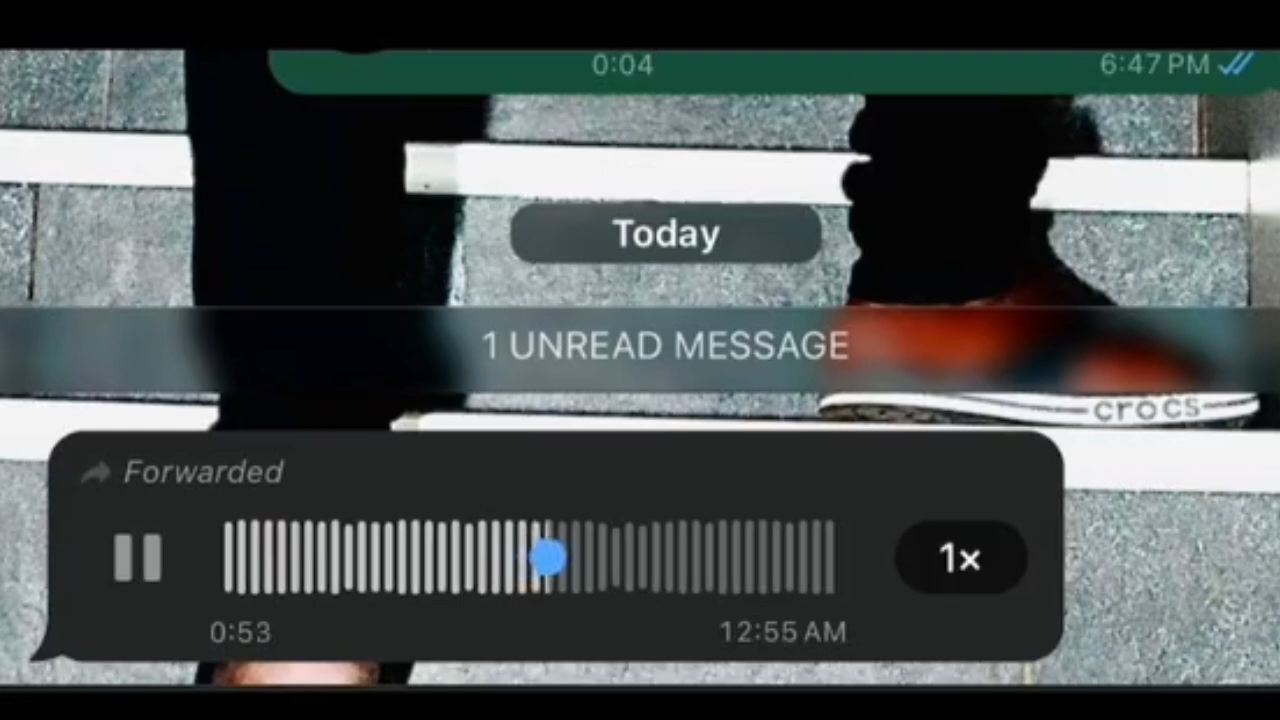 0:04 6:47 PM
Today
1 UNREAD MESSAGE
crocs
Forwarded
1×
0:53 12:55 AM